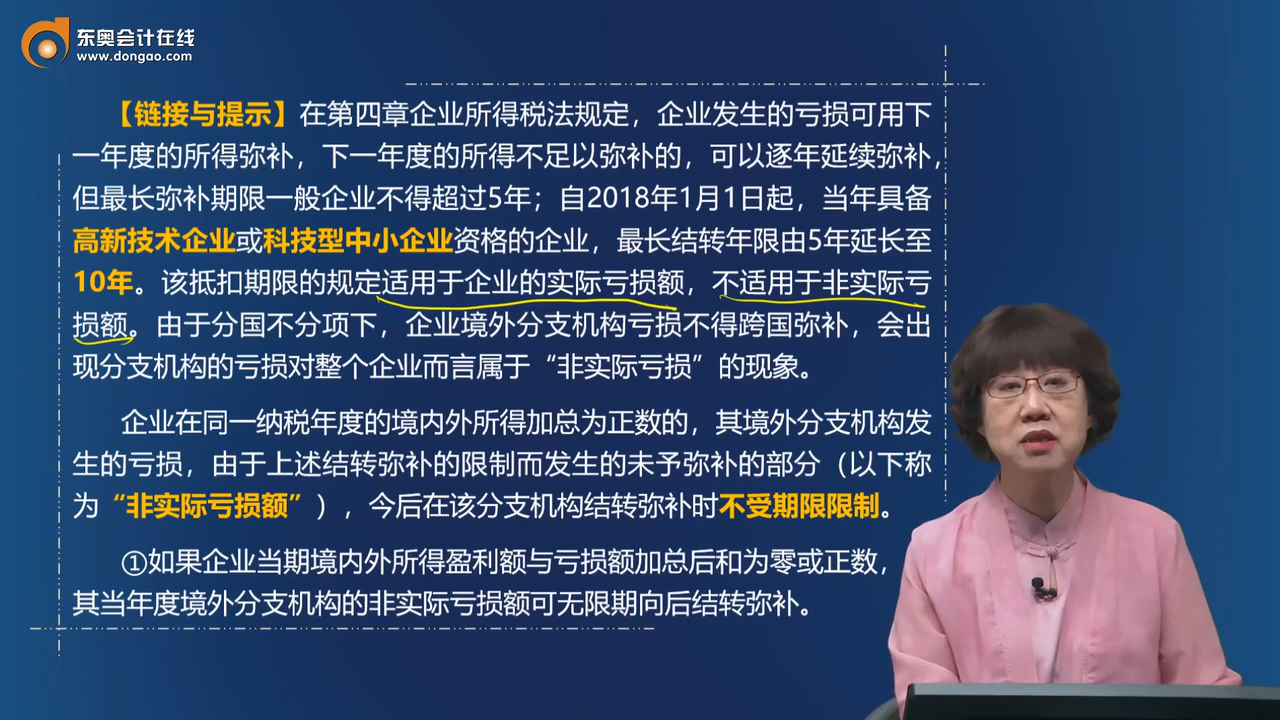 东奥会计在线
www.dongao.com
【链接与提示】在第四章企业所得税法规定，企业发生的亏损可用下
一年度的所得弥补，下一年度的所得不足以弥补的，可以逐年延续弥补，
但最长弥补期限一般企业不得超过5年；自2018年1月1日起，当年具备
高新技术企业或科技型中小企业资格的企业，最长结转年限由5年延长至
10年。该抵扣期限的规定适用于企业的实际亏损额，不适用于非实际亏
损额。由于分国不分项下，企业境外分支机构亏损不得跨国弥补，会出
现分支机构的亏损对整个企业而言属于“非实际亏损”的现象。
企业在同一纳税年度的境内外所得加总为正数的，其境外分支机构发
生的亏损，由于上述结转弥补的限制而发生的未予弥补的部分（以下称
为“非实际亏损额”），今后在该分支机构结转弥补时不受期限限制。
①如果企业当期境内外所得盈利额与亏损额加总后和为零或正数，
其当年度境外分支机构的非实际亏损额可无限期向后结转弥补。